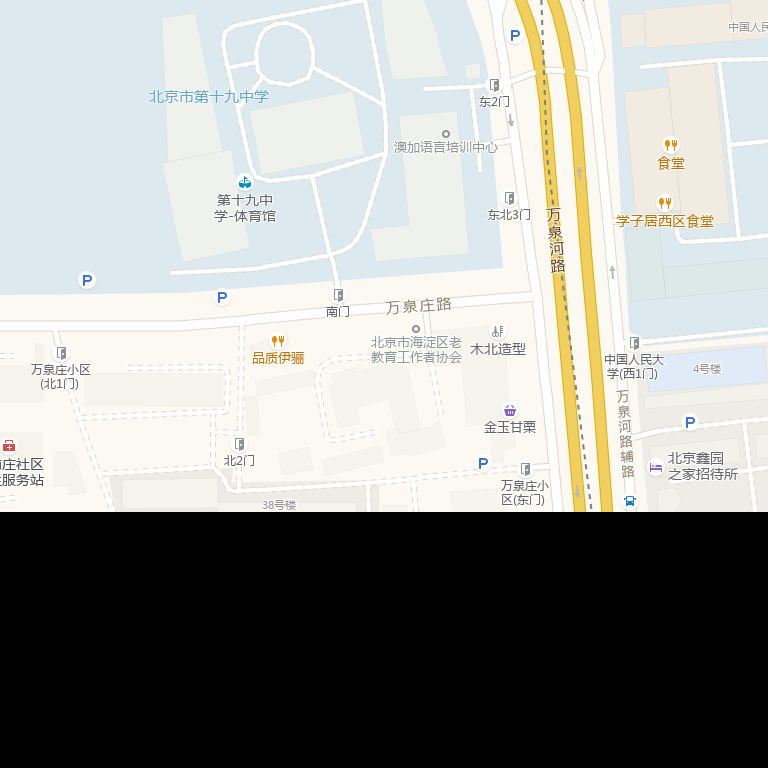 中国人民
P
东2门
北京市第十九中学
澳加语言培训中心
食堂
第十九中
学-体育馆
东北3门
学子居西区食堂
万泉河路
P
P
南门
万泉庄路
北京市海淀区老
教育工作者协会
木北造型
品质伊骊
万泉庄小区
(北1门)
中国人民大
学(西1门)
4号楼
万泉河路辅路
金玉甘栗
P
北2门
P
庄社区
服务站
北京鑫园
之家招待所
万泉庄小
区(东门)
38号楼